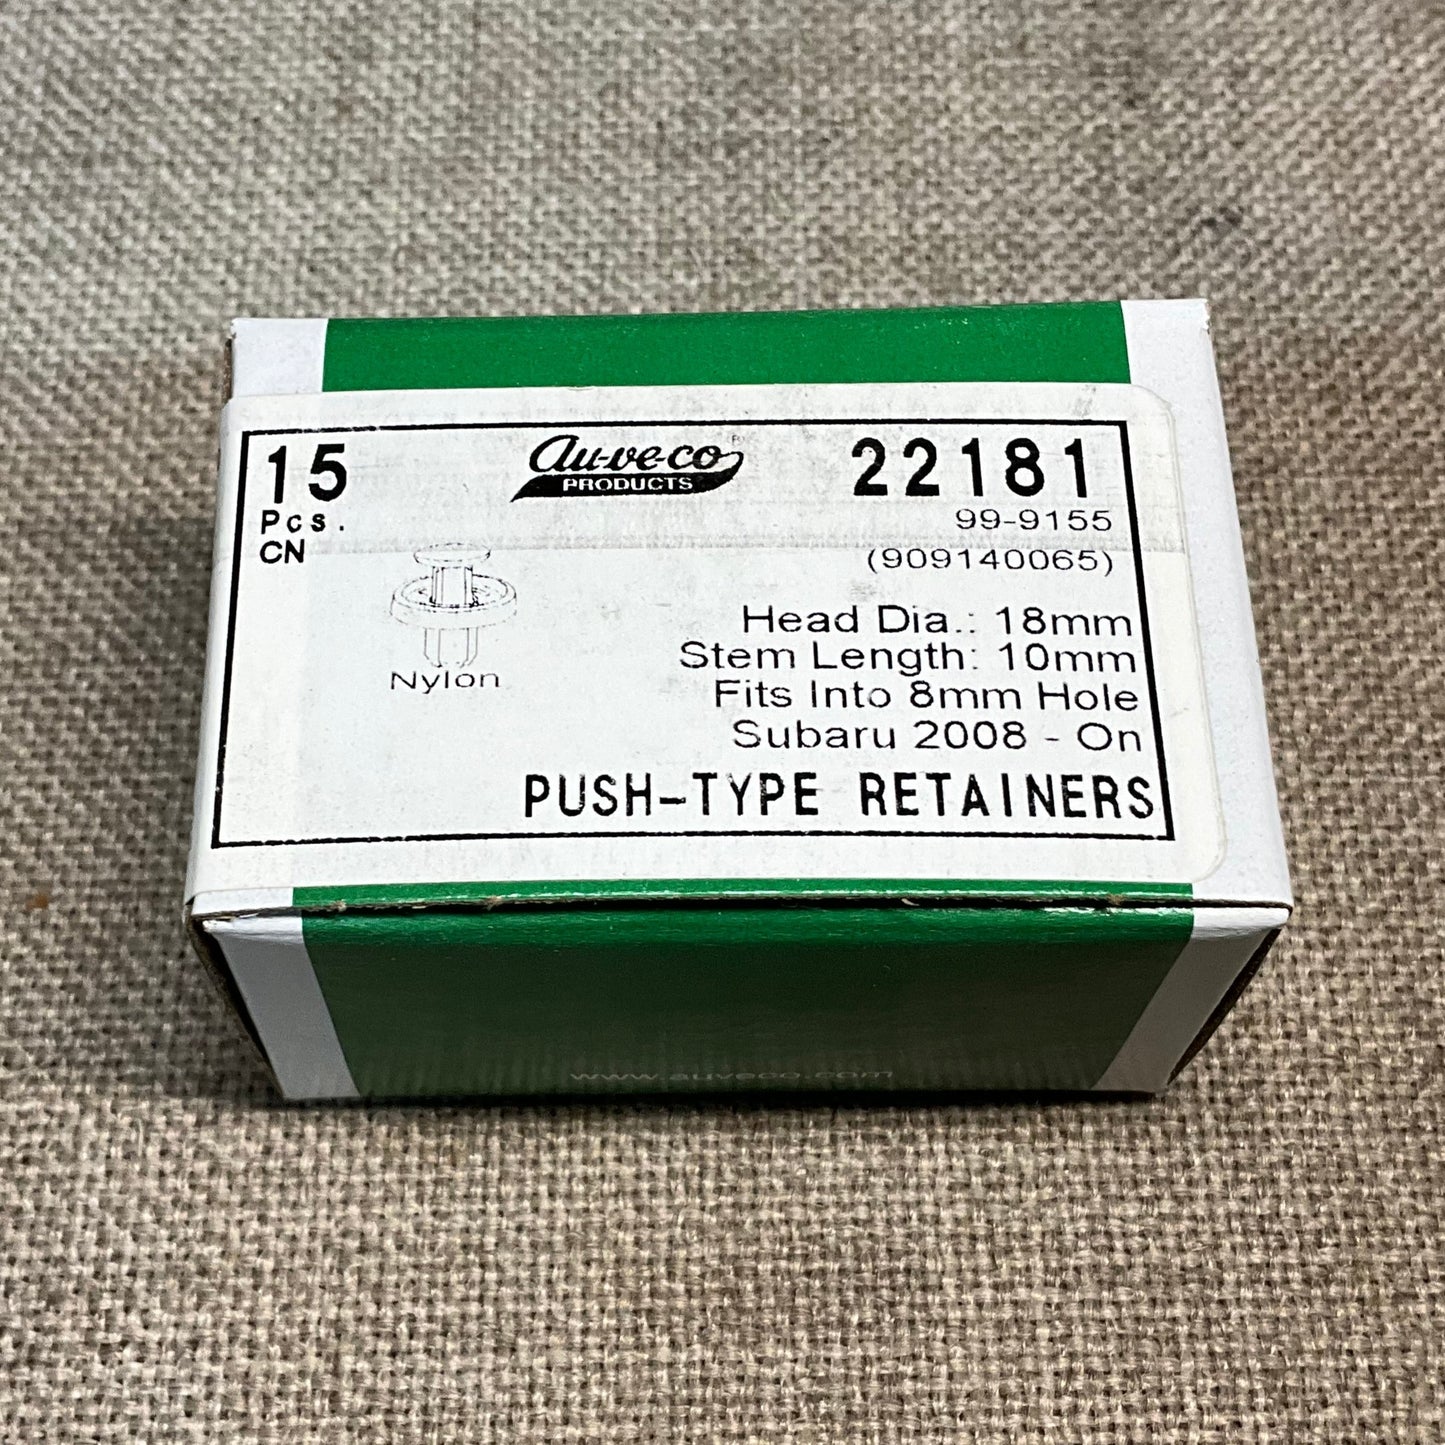 15
Pcs.
CN
au-ve-co®
PRODUCTS
22181
99-9155
(909140065)
Nylon
Head Dia.: 18mm
Stem Length: 10mm
Fits Into 8mm Hole
Subaru 2008 - On
PUSH-TYPE RETAINERS
www.auveco.com